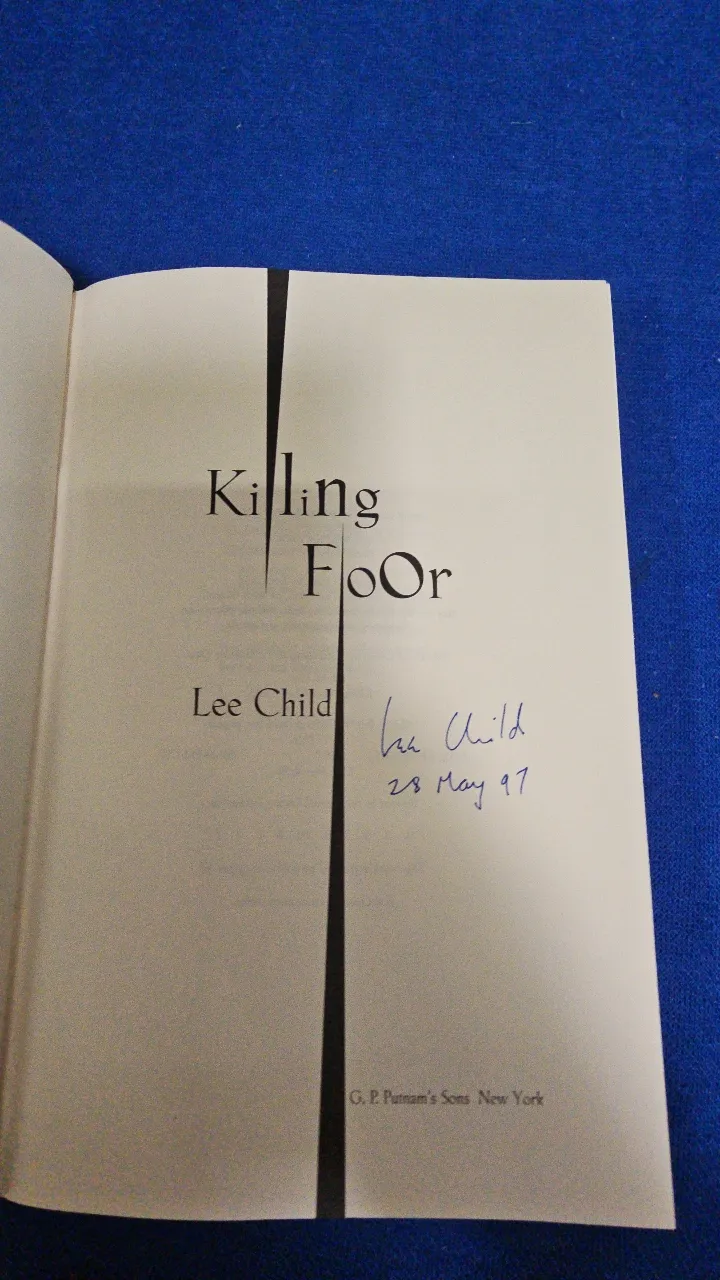 Killing
Floor
Lee Child
Lee Child
28 May 97
G. P. Putnam's Sons New York